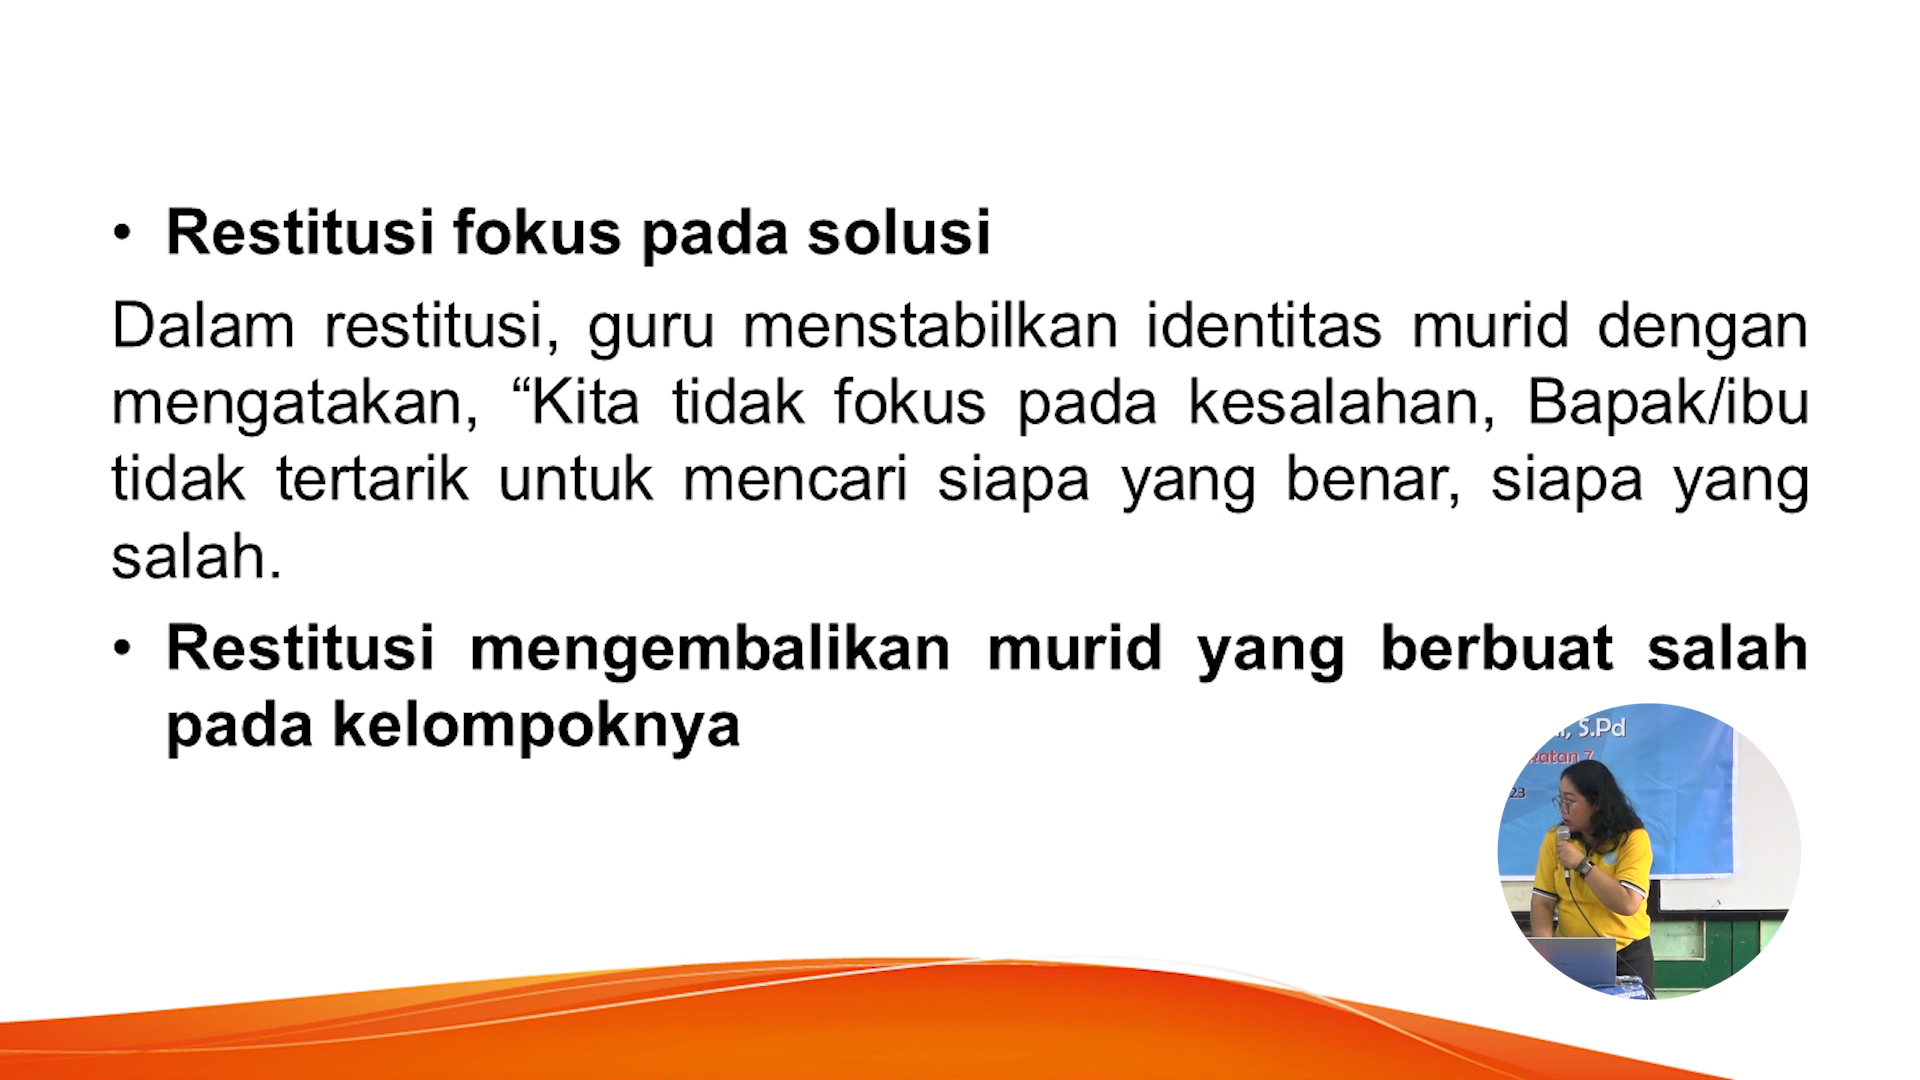 • Restitusi fokus pada solusi
Dalam restitusi, guru menstabilkan identitas murid dengan
mengatakan, “Kita tidak fokus pada kesalahan, Bapak/ibu
tidak tertarik untuk mencari siapa yang benar, siapa yang
salah.
• Restitusi mengembalikan murid yang berbuat salah
pada kelompoknya
S.Pd
7
23